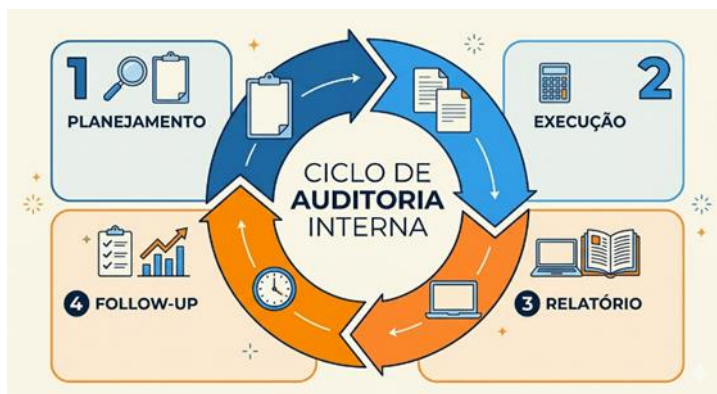 1
PLANEJAMENTO
2
EXECUÇÃO
CICLO DE
AUDITORIA
INTERNA
3 RELATÓRIO
4 FOLLOW-UP